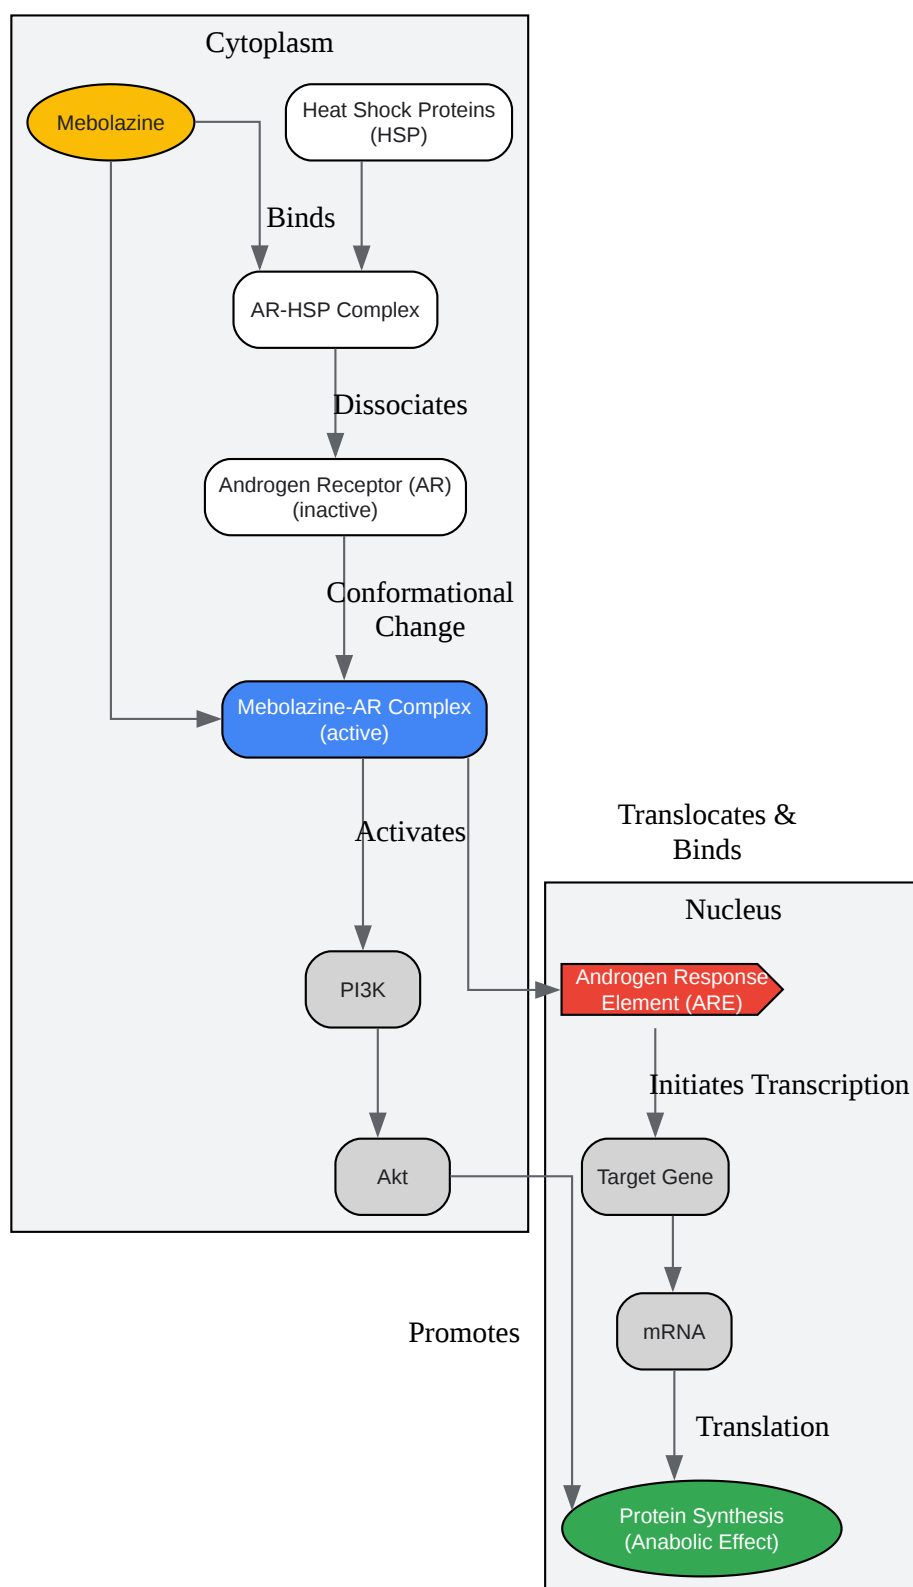 Cytoplasm
Mebolazine
Heat Shock Proteins
(HSP)
Binds
AR-HSP Complex
Dissociates
Androgen Receptor (AR)
(inactive)
Conformational
Change
Mebolazine-AR Complex
(active)
Activates
Translocates &
Binds
Nucleus
PI3K
Androgen Response
Element (ARE)
Initiates Transcription
Akt
Target Gene
Promotes
mRNA
Translation
Protein Synthesis
(Anabolic Effect)